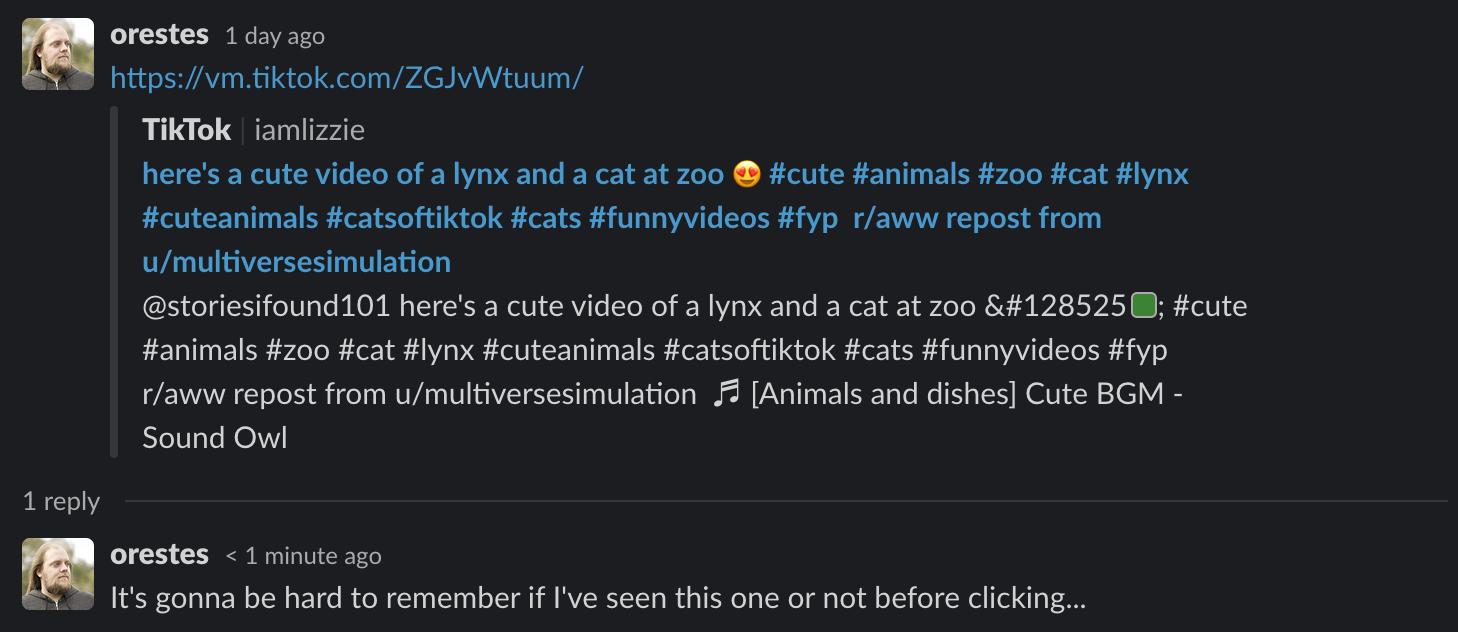 orestes 1 day ago
https://vm.tiktok.com/ZGJvWtuum/
TikTok | iamlizzie
here's a cute video of a lynx and a cat at zoo 😍 #cute #animals #zoo #cat #lynx
#cuteanimals #catsoftiktok #cats #funnyvideos #fyp r/aww repost from
u/multiversesimulation
@storiesifound101 here's a cute video of a lynx and a cat at zoo &#128525🟩; #cute
#animals #zoo #cat #lynx #cuteanimals #catsoftiktok #cats #funnyvideos #fyp
r/aww repost from u/multiversesimulation 🎵 [Animals and dishes] Cute BGM -
Sound Owl
1 reply
orestes < 1 minute ago
It's gonna be hard to remember if I've seen this one or not before clicking...